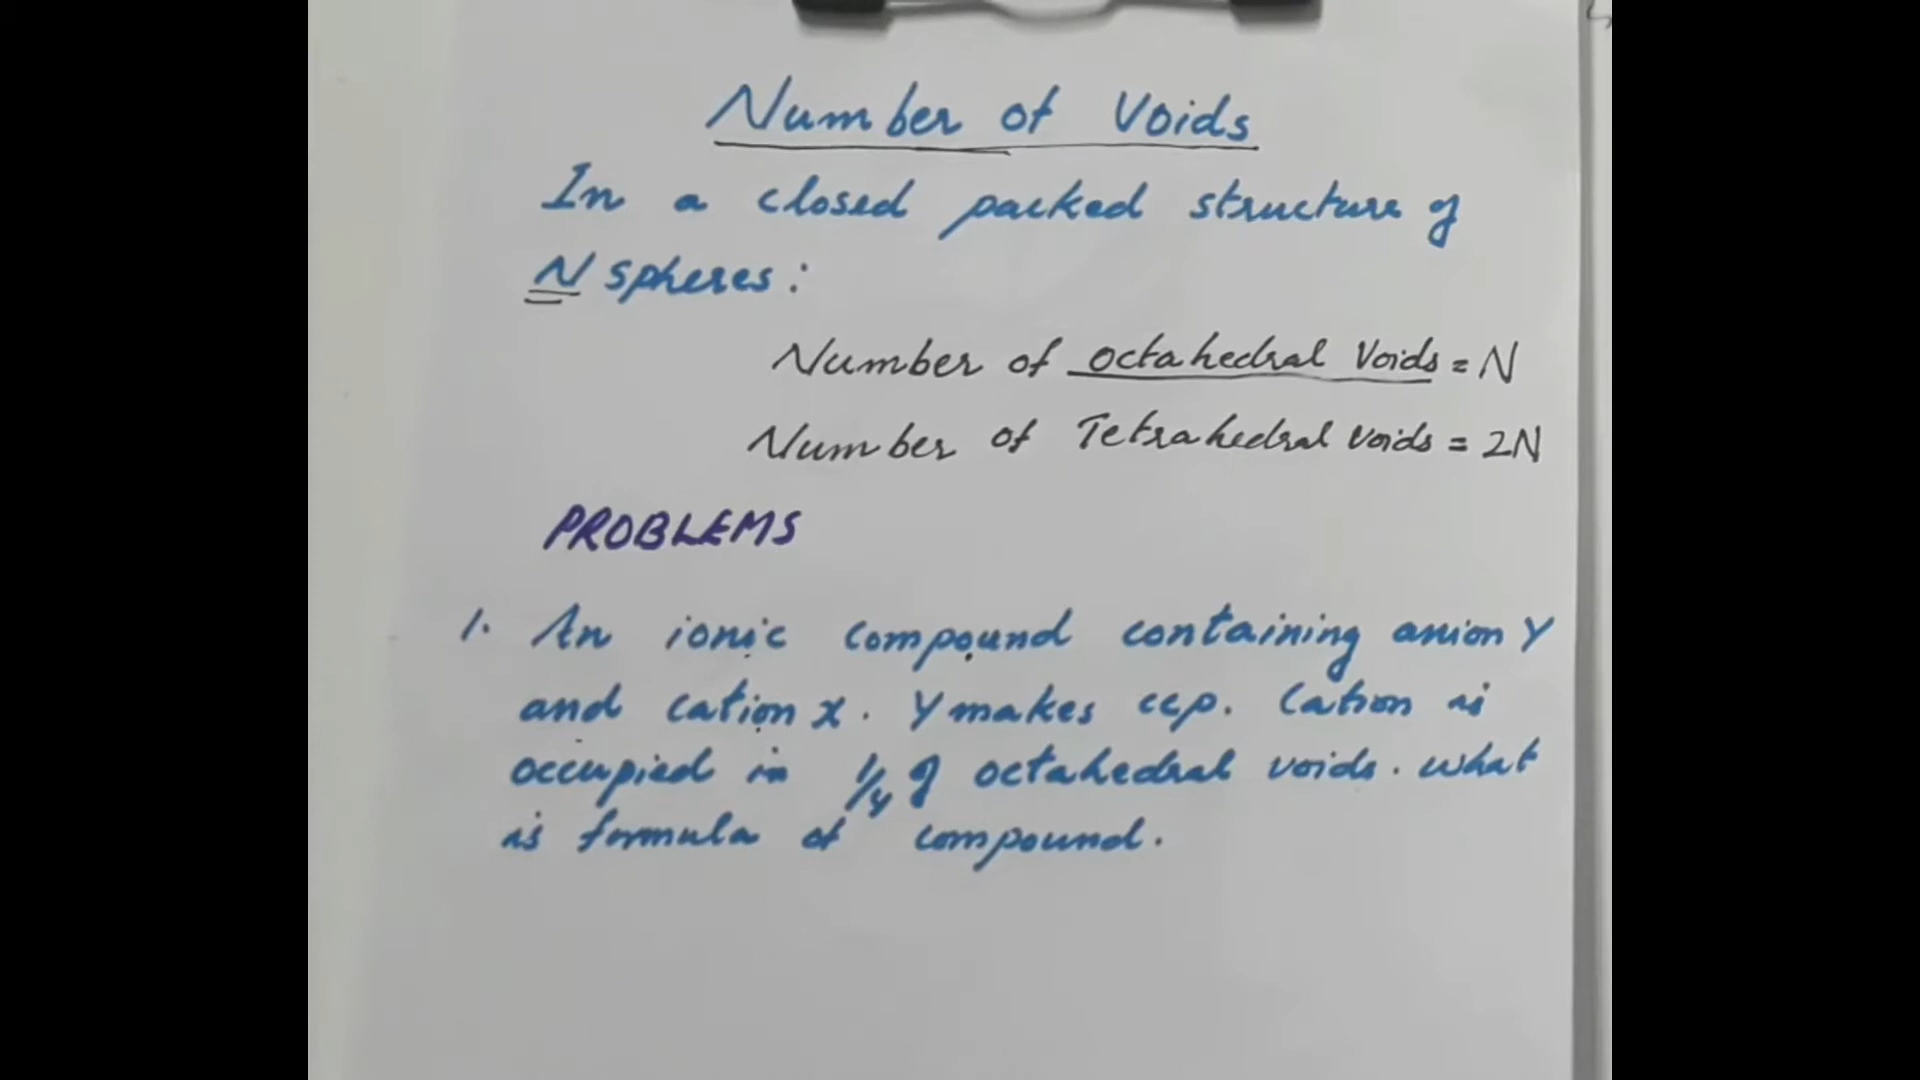 Number of Voids
In a closed packed structure of
N spheres:
Number of octahedral Voids = N
Number of Tetrahedral Voids = 2N
PROBLEMS
1. An ionic compound containing anion Y
and cation X. Y makes ccp. Cation is
occupied in 1/4 of octahedral voids. what
is formula of compound.